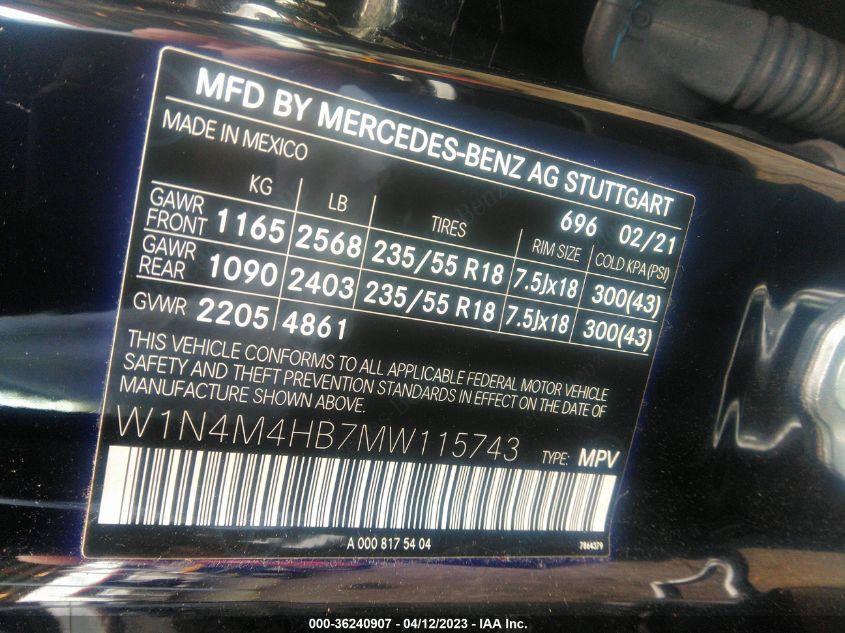 MFD BY MERCEDES-BENZ AG STUTTGART
MADE IN MEXICO
696 02/21
KG LB TIRES RIM SIZE COLD KPA(PSI)
GAWR FRONT 1165 2568 235/55 R18 7.5Jx18 300(43)
GAWR REAR 1090 2403 235/55 R18 7.5Jx18 300(43)
GVWR 2205 4861
THIS VEHICLE CONFORMS TO ALL APPLICABLE FEDERAL MOTOR VEHICLE
SAFETY AND THEFT PREVENTION STANDARDS IN EFFECT ON THE DATE OF
MANUFACTURE SHOWN ABOVE.
W1N4M4HB7MW115743 TYPE: MPV
A 000 817 54 04 7864379
000-36240907 - 04/12/2023 - IAA Inc.